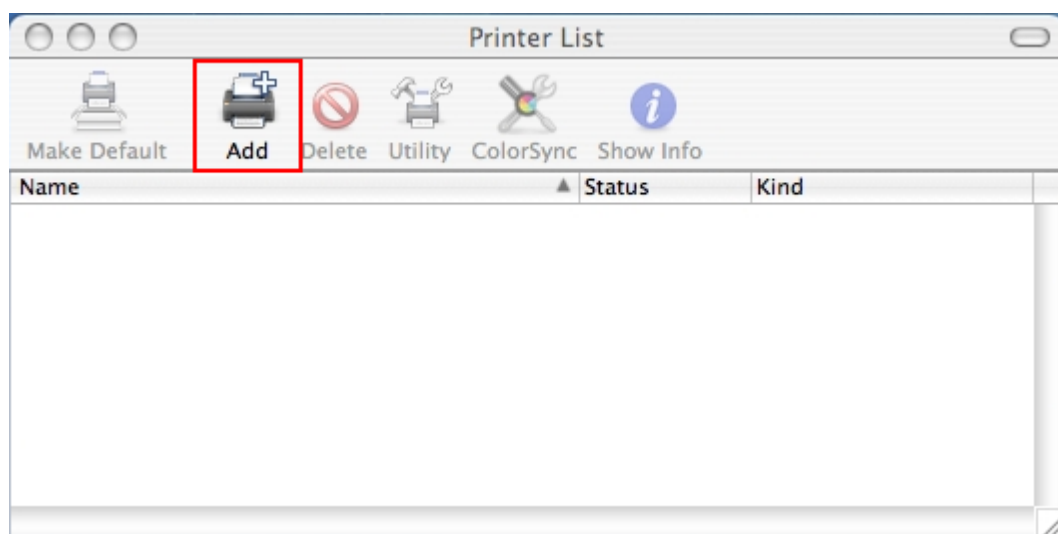 Printer List
Make Default Add Delete Utility ColorSync Show Info
Name Status Kind